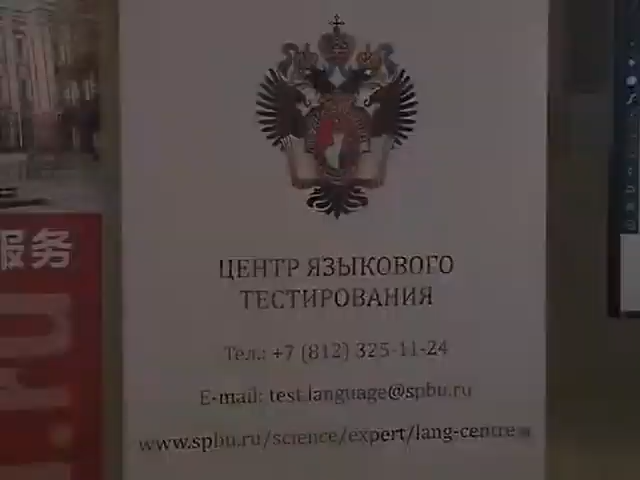 ЦЕНТР ЯЗЫКОВОГО
ТЕСТИРОВАНИЯ
Тел.: +7 (812) 325-11-24
E-mail: test.language@spbu.ru
www.spbu.ru/science/expert/lang-centre
服务
.ru